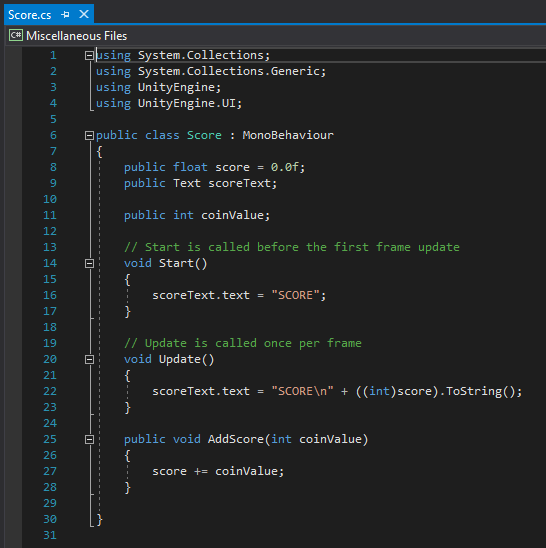 Score.cs
C# Miscellaneous Files
1 using System.Collections;
2 using System.Collections.Generic;
3 using UnityEngine;
4 using UnityEngine.UI;
5
6 public class Score : MonoBehaviour
7 {
8 public float score = 0.0f;
9 public Text scoreText;
10
11 public int coinValue;
12
13 // Start is called before the first frame update
14 void Start()
15 {
16 scoreText.text = "SCORE";
17 }
18
19 // Update is called once per frame
20 void Update()
21 {
22 scoreText.text = "SCORE\n" + ((int)score).ToString();
23 }
24
25 public void AddScore(int coinValue)
26 {
27 score += coinValue;
28 }
29
30 }
31